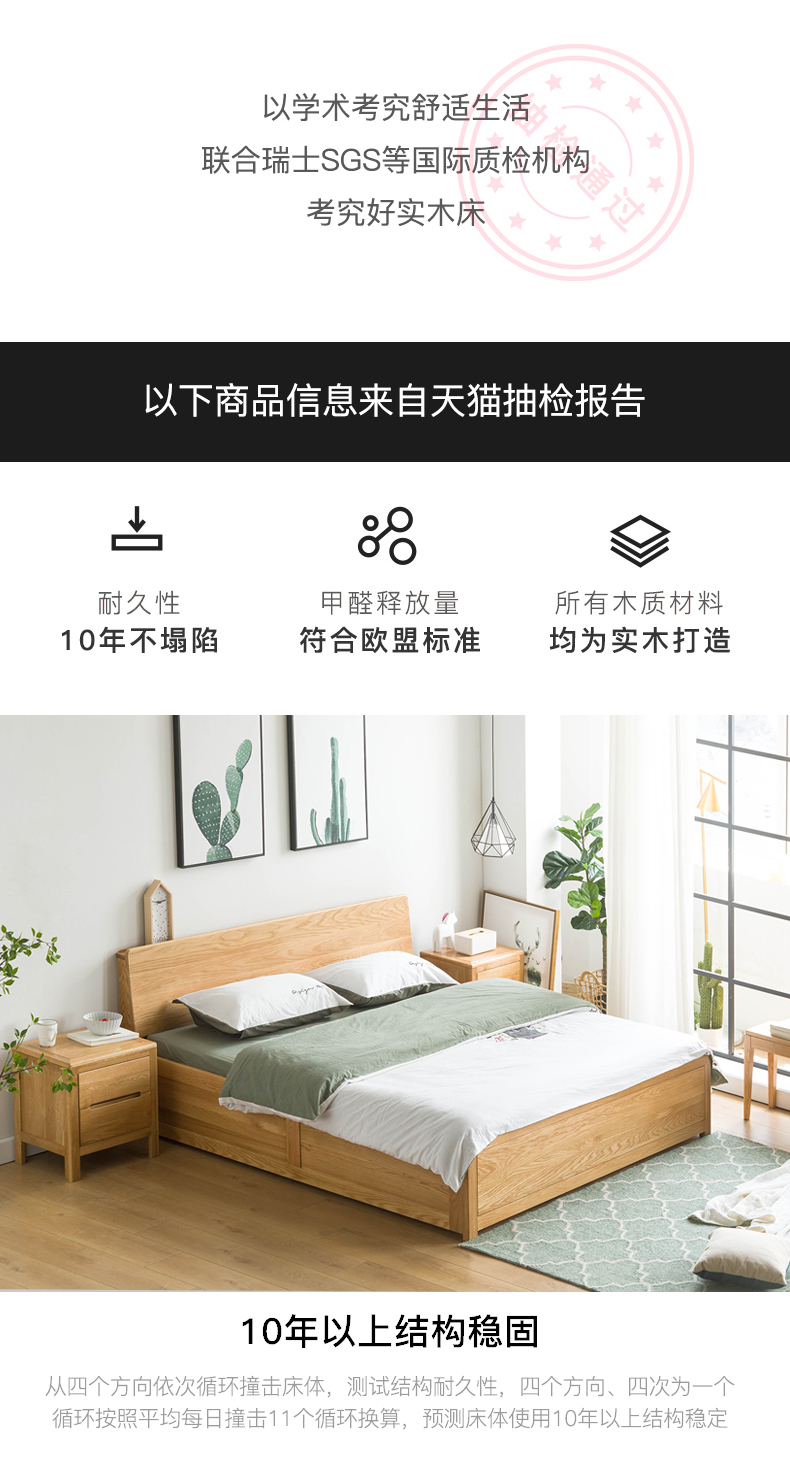 以学术考究舒适生活
联合瑞士SGS等国际质检机构
考究好实木床
抽检通过
以下商品信息来自天猫抽检报告
耐久性
10年不塌陷
甲醛释放量
符合欧盟标准
所有木质材料
均为实木打造
10年以上结构稳固
从四个方向依次循环撞击床体，测试结构耐久性，四个方向、四次为一个
循环按照平均每日撞击11个循环换算，预测床体使用10年以上结构稳定